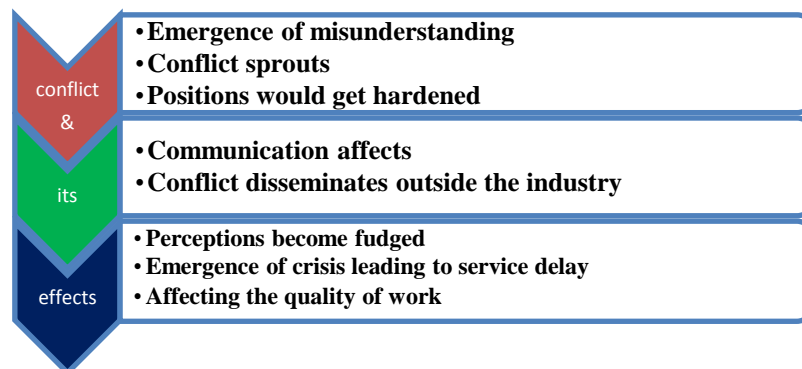 conflict
&
• Emergence of misunderstanding
• Conflict sprouts
• Positions would get hardened
its
• Communication affects
• Conflict disseminates outside the industry
effects
• Perceptions become fudged
• Emergence of crisis leading to service delay
• Affecting the quality of work